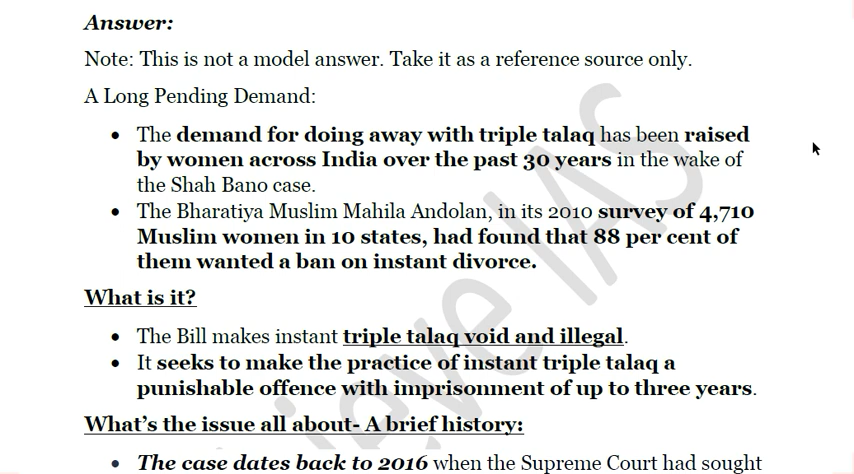 Answer:
Note: This is not a model answer. Take it as a reference source only.
A Long Pending Demand:
• The demand for doing away with triple talaq has been raised
by women across India over the past 30 years in the wake of
the Shah Bano case.
• The Bharatiya Muslim Mahila Andolan, in its 2010 survey of 4,710
Muslim women in 10 states, had found that 88 per cent of
them wanted a ban on instant divorce.
What is it?
• The Bill makes instant triple talaq void and illegal.
• It seeks to make the practice of instant triple talaq a
punishable offence with imprisonment of up to three years.
What's the issue all about- A brief history:
• The case dates back to 2016 when the Supreme Court had sought